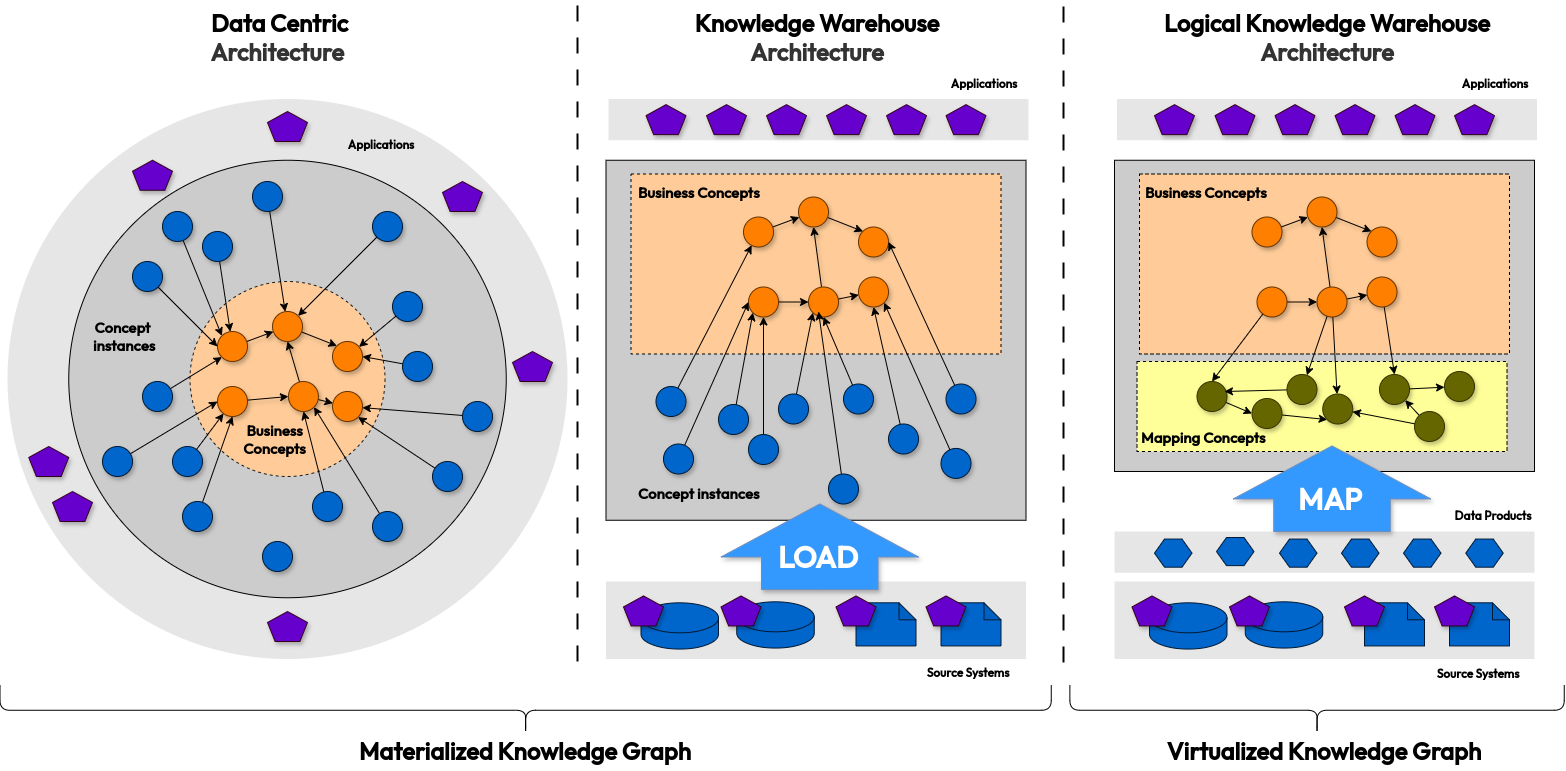 Data Centric
Architecture
Applications
Concept
instances
Business
Concepts
Knowledge Warehouse
Architecture
Applications
Business Concepts
Concept instances
LOAD
Source Systems
Logical Knowledge Warehouse
Architecture
Applications
Business Concepts
Mapping Concepts
MAP
Data Products
Source Systems
Materialized Knowledge Graph
Virtualized Knowledge Graph